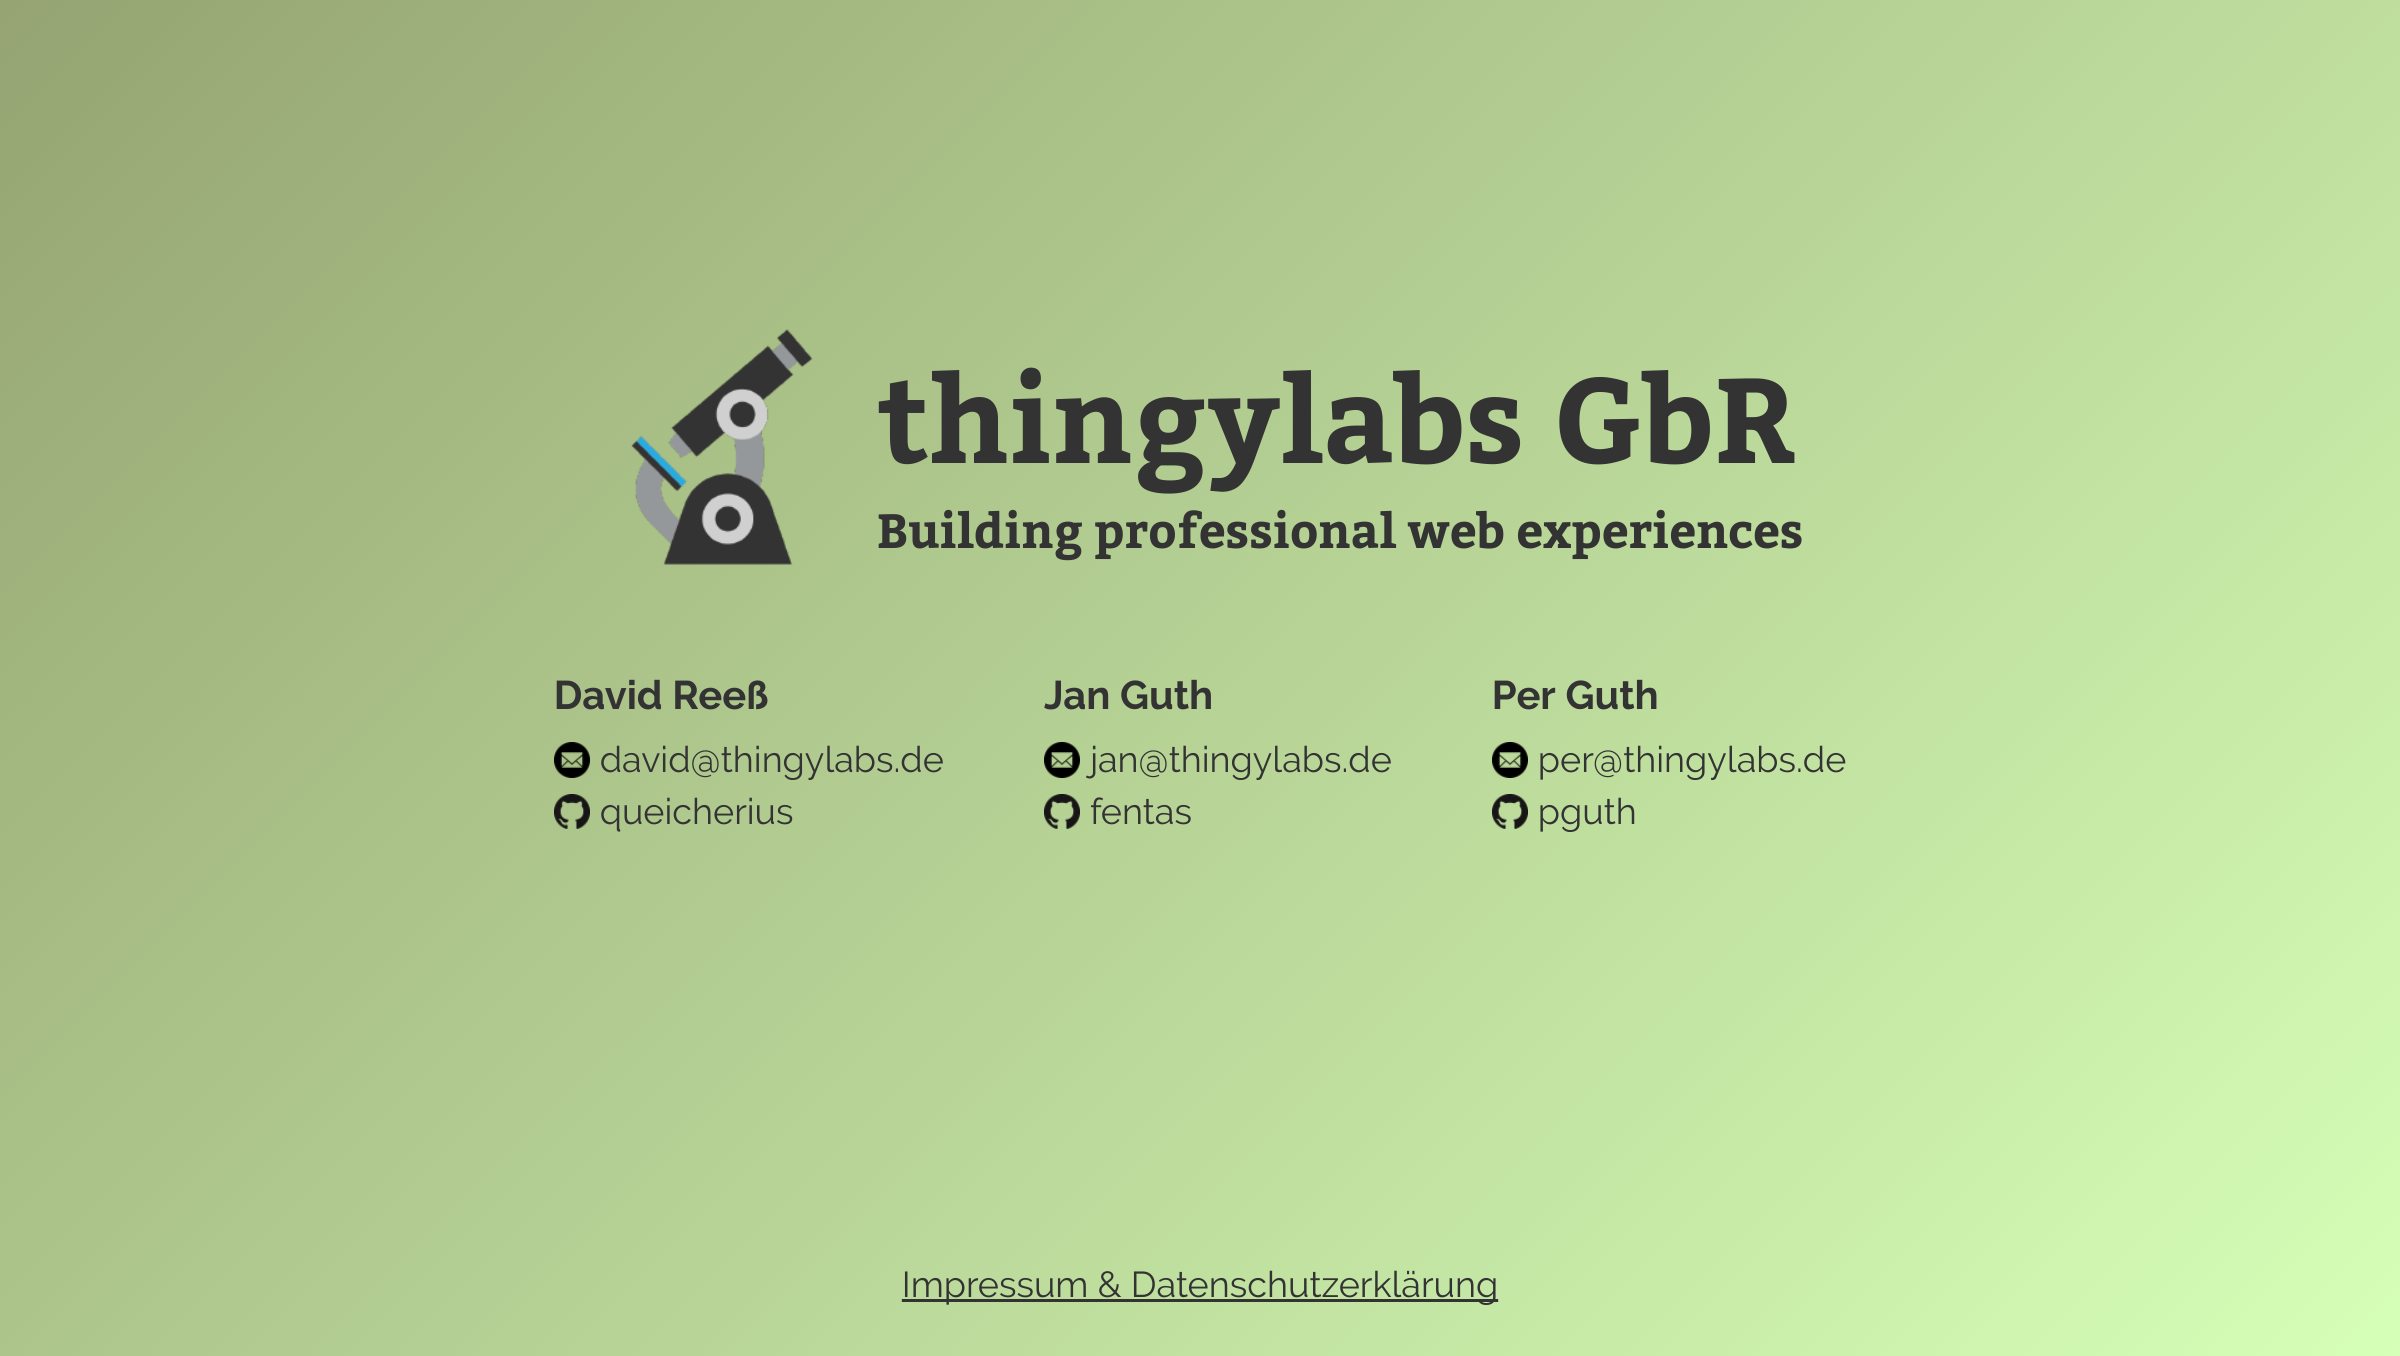 thingylabs GbR
Building professional web experiences
David Reeß
david@thingylabs.de
queicherius
Jan Guth
jan@thingylabs.de
fentas
Per Guth
per@thingylabs.de
pguth
Impressum & Datenschutzerklärung